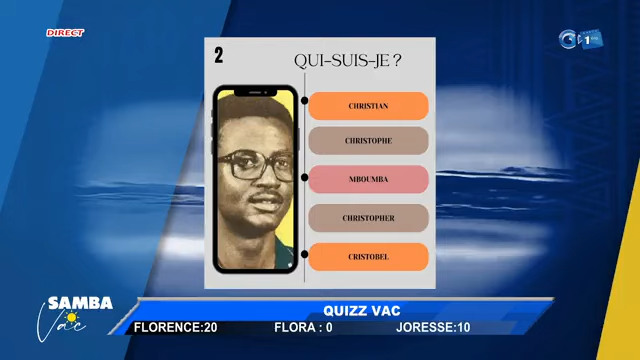 DIRECT
G 1ère
2
QUI-SUIS-JE ?
CHRISTIAN
CHRISTOPHE
MBOUMBA
CHRISTOPHER
CRISTOBEL
SAMBA
Vac
QUIZZ VAC
FLORENCE:20 FLORA : 0 JORESSE:10